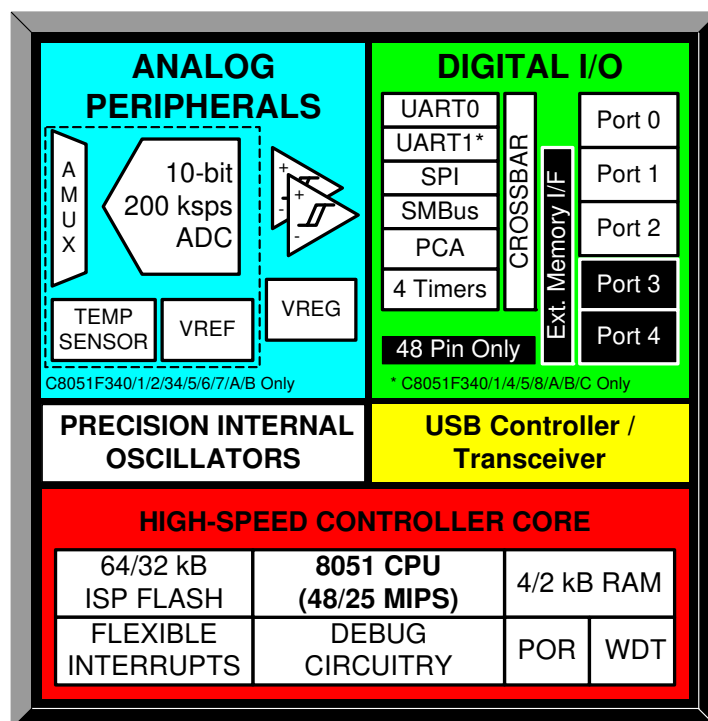 ANALOG
PERIPHERALS
A
M
U
X
10-bit
200 ksps
ADC
+
-
+
-
TEMP
SENSOR
VREF
VREG
C8051F340/1/2/34/5/6/7/A/B Only
DIGITAL I/O
UART0
UART1*
SPI
SMBus
PCA
4 Timers
CROSSBAR
Ext. Memory I/F
Port 0
Port 1
Port 2
Port 3
Port 4
48 Pin Only
* C8051F340/1/4/5/8/A/B/C Only
PRECISION INTERNAL
OSCILLATORS
USB Controller /
Transceiver
HIGH-SPEED CONTROLLER CORE
64/32 kB
ISP FLASH
8051 CPU
(48/25 MIPS)
4/2 kB RAM
FLEXIBLE
INTERRUPTS
DEBUG
CIRCUITRY
POR
WDT